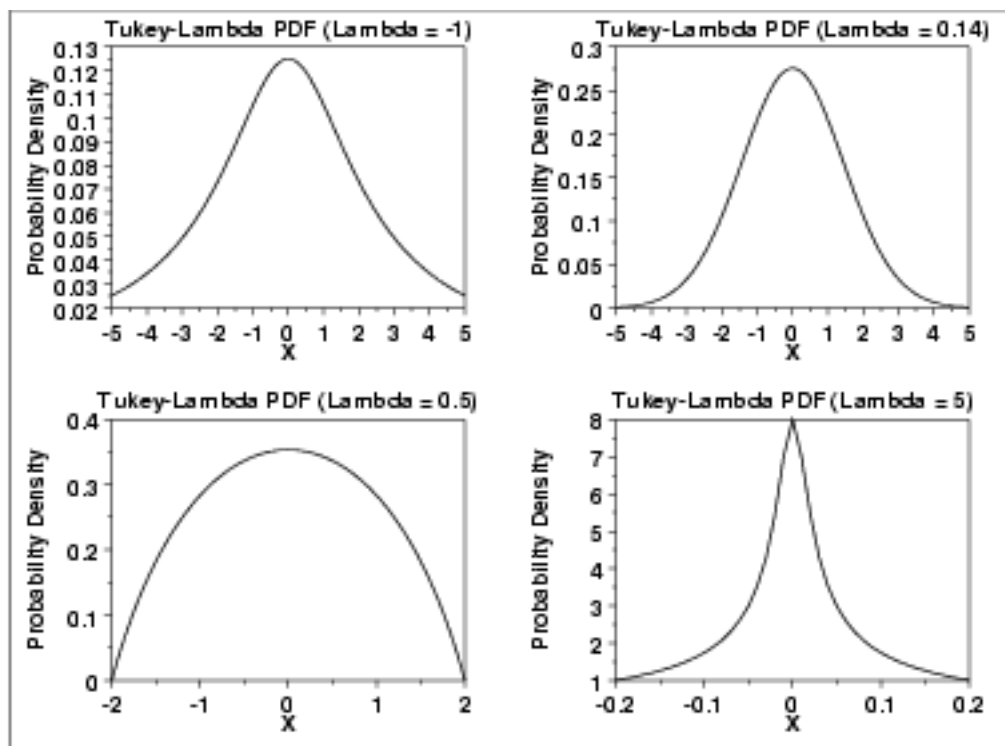 Tukey-Lambda PDF (Lambda = -1)
Probability Density
0.13
0.12
0.11
0.1
0.09
0.08
0.07
0.06
0.05
0.04
0.03
0.02
-5 -4 -3 -2 -1 0 1 2 3 4 5
X
Tukey-Lambda PDF (Lambda = 0.14)
Probability Density
0.3
0.25
0.2
0.15
0.1
0.05
0
-5 -4 -3 -2 -1 0 1 2 3 4 5
X
Tukey-Lambda PDF (Lambda = 0.5)
Probability Density
0.4
0.3
0.2
0.1
0
-2 -1 0 1 2
X
Tukey-Lambda PDF (Lambda = 5)
Probability Density
8
7
6
5
4
3
2
1
-0.2 -0.1 0 0.1 0.2
X